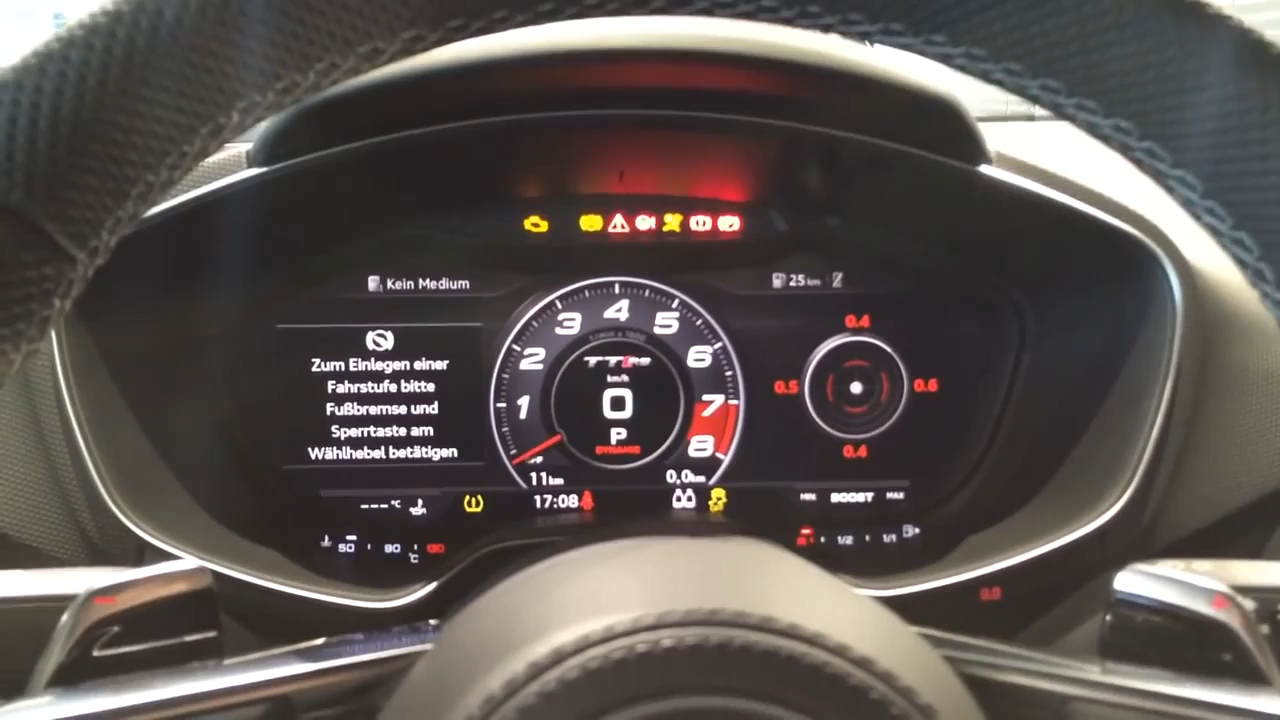 Kein Medium
25 km
Zum Einlegen einer
Fahrstufe bitte
Fußbremse und
Sperrtaste am
Wählhebel betätigen
1 2 3 4 5 6 7 8
TT RS
km/h
0
P
DYNAMIC
11 km
0,0 km
0.4
0.5
0.6
0.4
---°C
17:08
MIN BOOST MAX
50 90 130
°C
1/2 1/1